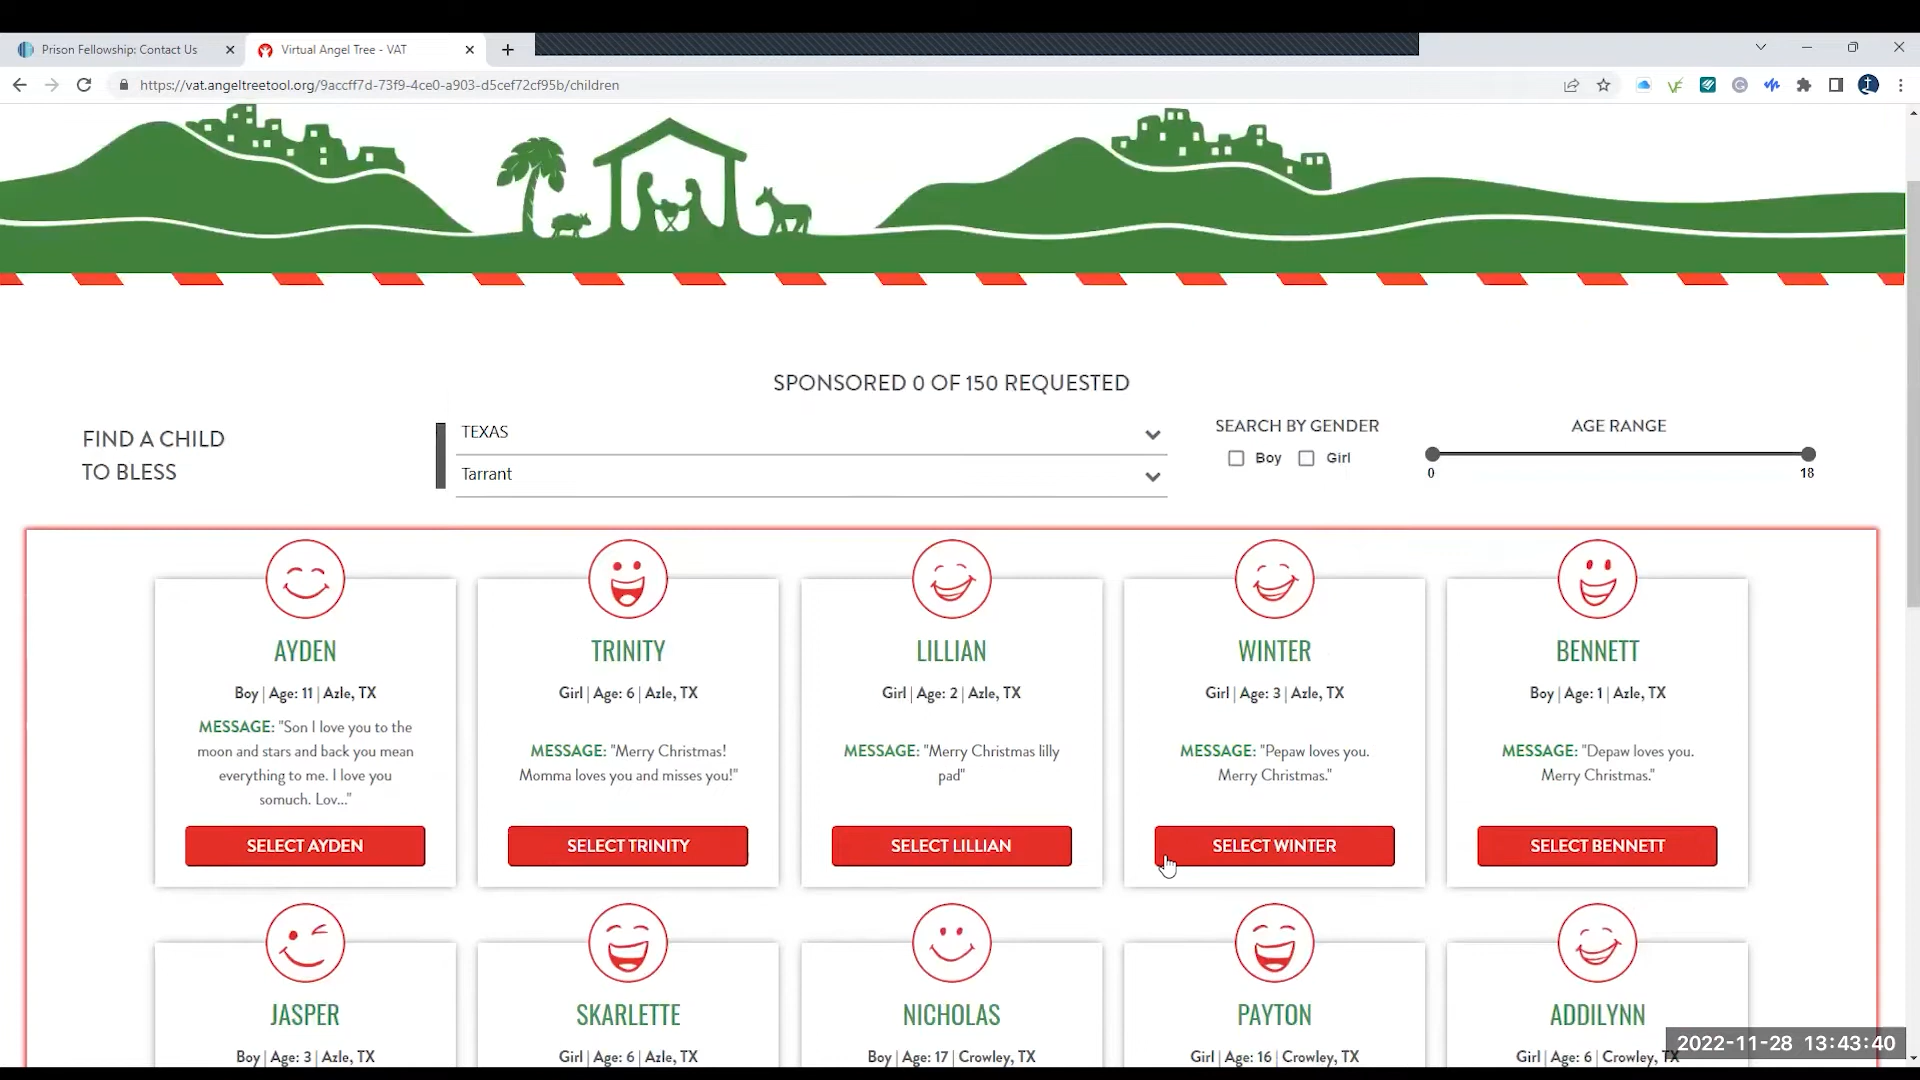 Prison Fellowship: Contact Us
Virtual Angel Tree - VAT
https://vat.angeltreetool.org/9accff7d-73f9-4ce0-a903-d5cef72cf95b/children
SPONSORED 0 OF 150 REQUESTED
FIND A CHILD
TO BLESS
TEXAS
Tarrant
SEARCH BY GENDER
Boy Girl
AGE RANGE
0 18
AYDEN
Boy | Age: 11 | Azle, TX
MESSAGE: "Son I love you to the
moon and stars and back you mean
everything to me. I love you
somuch. Lov..."
SELECT AYDEN
TRINITY
Girl | Age: 6 | Azle, TX
MESSAGE: "Merry Christmas!
Momma loves you and misses you!"
SELECT TRINITY
LILLIAN
Girl | Age: 2 | Azle, TX
MESSAGE: "Merry Christmas lilly
pad"
SELECT LILLIAN
WINTER
Girl | Age: 3 | Azle, TX
MESSAGE: "Pepaw loves you.
Merry Christmas."
SELECT WINTER
BENNETT
Boy | Age: 1 | Azle, TX
MESSAGE: "Depaw loves you.
Merry Christmas."
SELECT BENNETT
JASPER
Boy | Age: 3 | Azle, TX
SKARLETTE
Girl | Age: 6 | Azle, TX
NICHOLAS
Boy | Age: 17 | Crowley, TX
PAYTON
Girl | Age: 16 | Crowley, TX
ADDILYNN
Girl | Age: 6 | Crowley, TX
2022-11-28 13:43:40